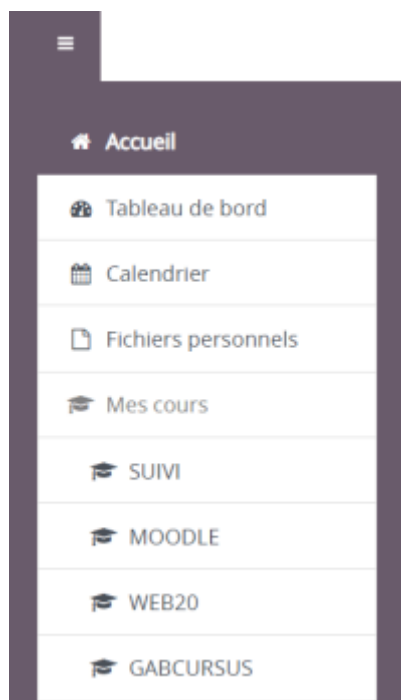 Accueil
Tableau de bord
Calendrier
Fichiers personnels
Mes cours
SUIVI
MOODLE
WEB20
GABCURSUS